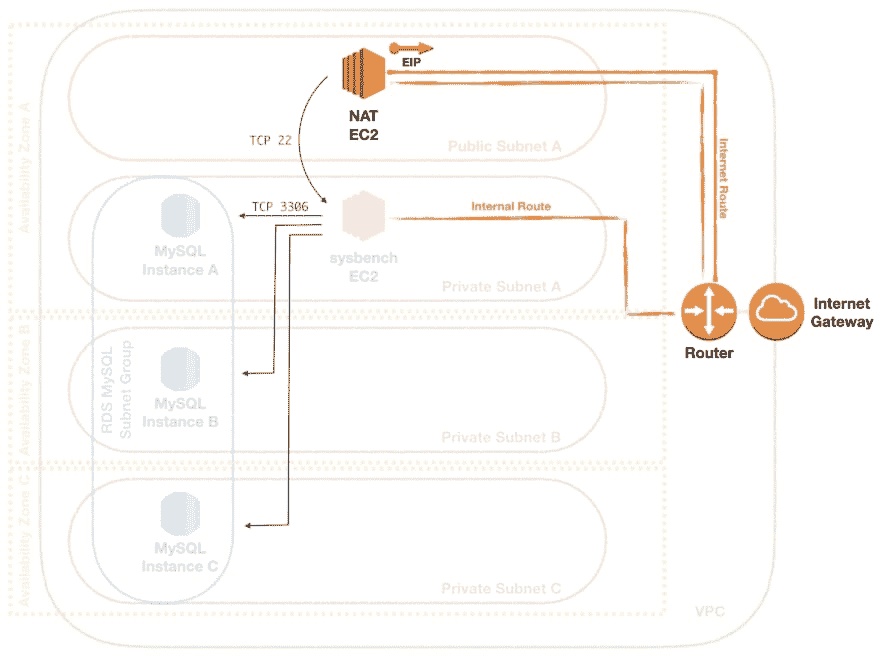 EIP
NAT
EC2
Availability Zone A
TCP 22
Public Subnet A
Internet Route
TCP 3306
Internal Route
MySQL
Instance A
sysbench
EC2
Private Subnet A
Internet
Gateway
Router
Availability Zone B
RDS MySQL
Subnet Group
MySQL
Instance B
Private Subnet B
Availability Zone C
MySQL
Instance C
Private Subnet C
VPC